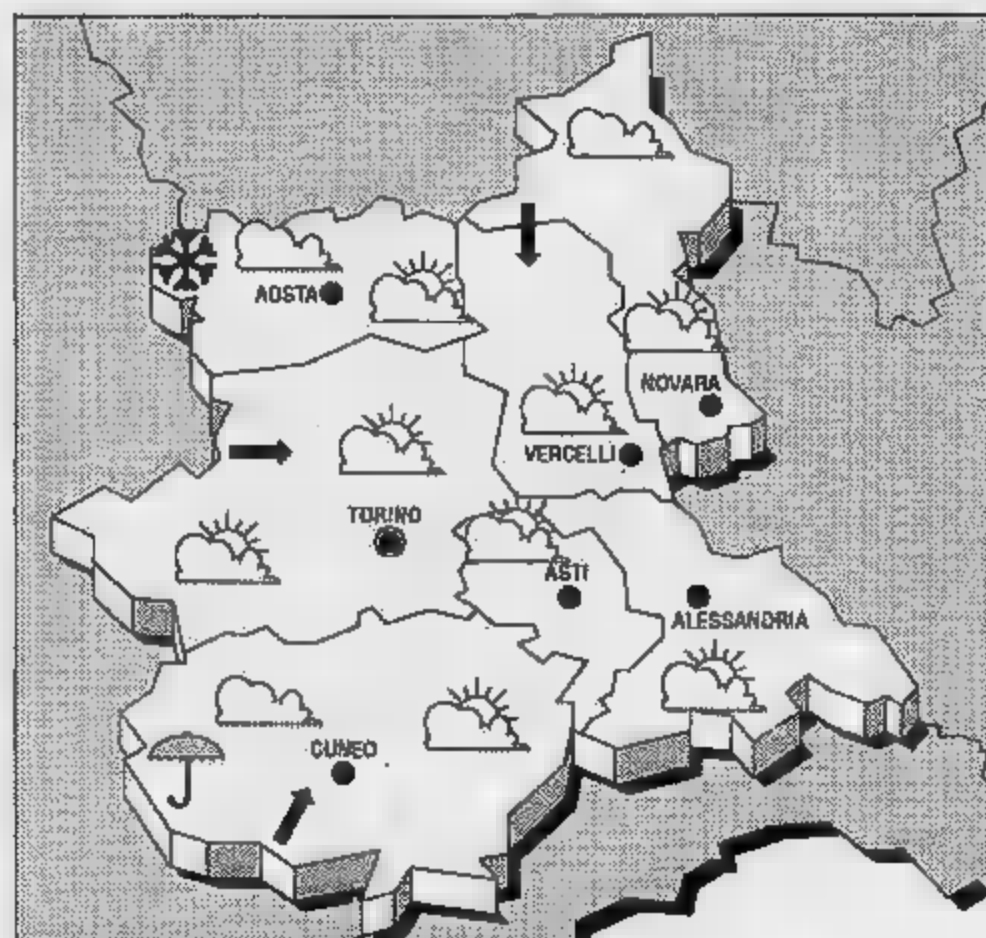 AOSTA
NOVARA
VERCELLI
TORINO
ASTI
ALESSANDRIA
CUNEO